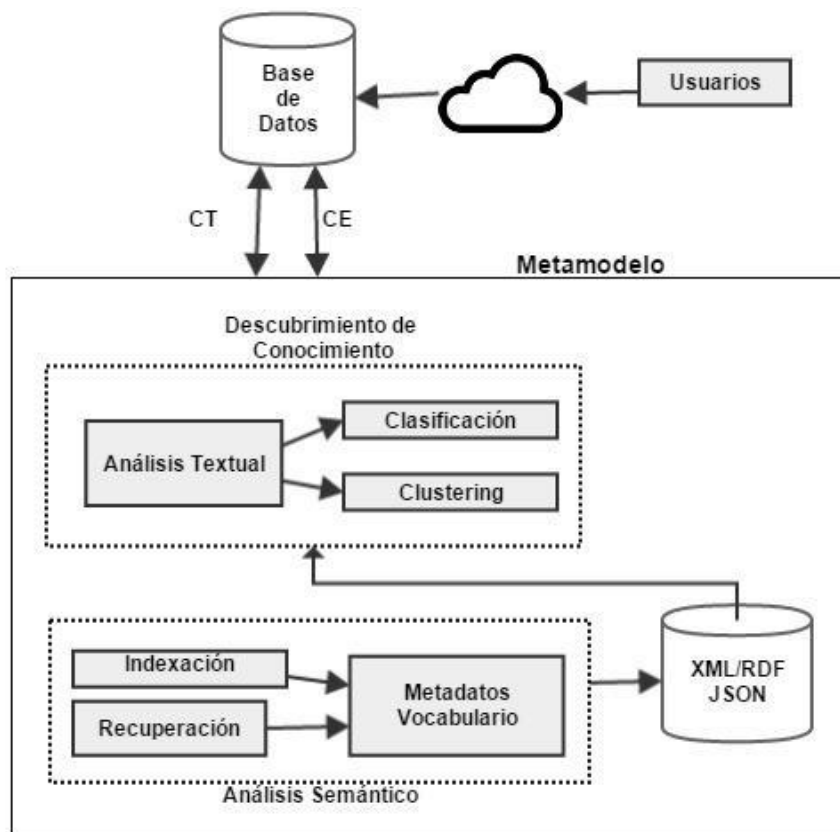 Base
de
Datos
Usuarios
CT
CE
Metamodelo
Descubrimiento de
Conocimiento
Análisis Textual
Clasificación
Clustering
Indexación
Recuperación
Metadatos
Vocabulario
XML/RDF
JSON
Análisis Semántico